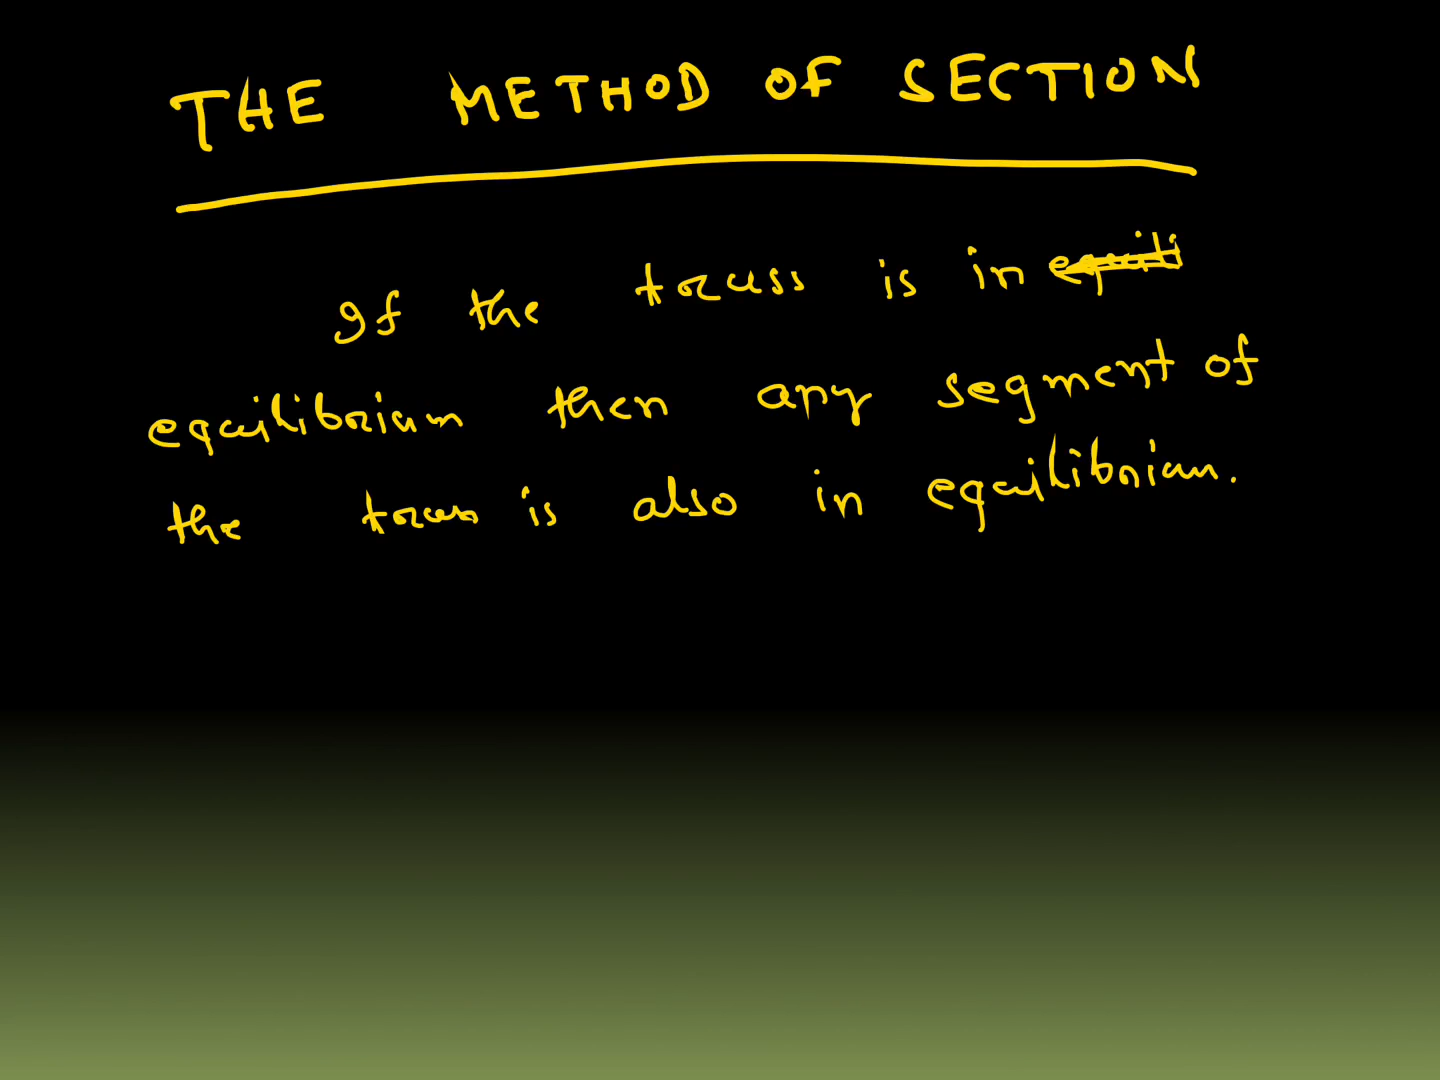 THE METHOD OF SECTION
If the truss is in equili
equilibrium then any segment of
the truss is also in equilibrium.